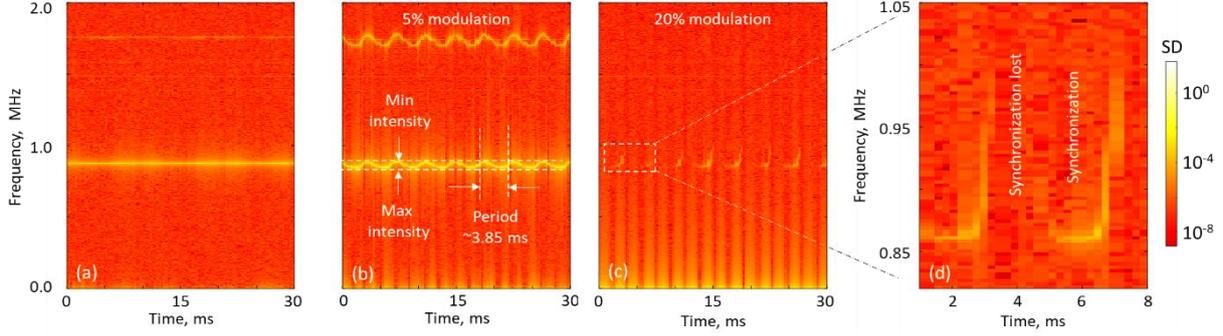 2.0
1.0
0.0
Frequency, MHz
0
15
30
Time, ms
(a)
5% modulation
Min
intensity
Max
intensity
Period
~3.85 ms
(b)
0
15
30
Time, ms
20% modulation
(c)
0
15
30
Time, ms
1.05
0.95
0.85
Frequency, MHz
Synchronization lost
Synchronization
(d)
2
4
6
8
Time, ms
SD
10⁰
10⁻⁴
10⁻⁸